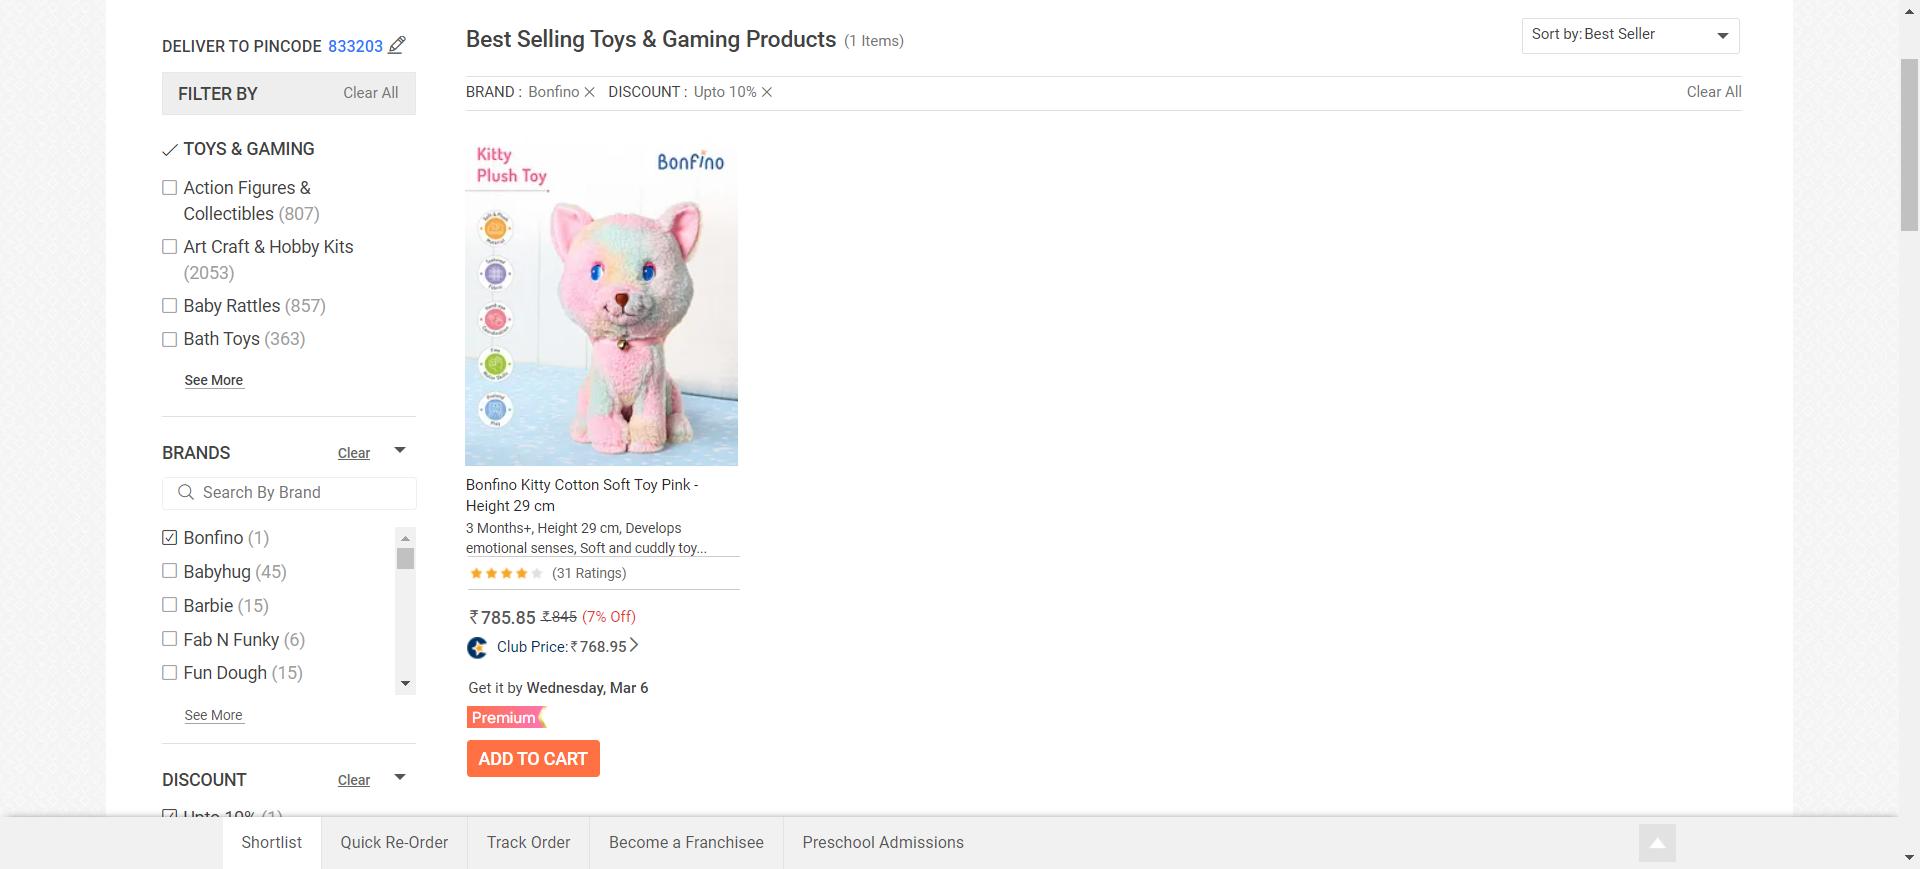 DELIVER TO PINCODE 833203
FILTER BY Clear All
TOYS & GAMING
Action Figures &
Collectibles (807)
Art Craft & Hobby Kits
(2053)
Baby Rattles (857)
Bath Toys (363)
See More
BRANDS Clear
Search By Brand
Bonfino (1)
Babyhug (45)
Barbie (15)
Fab N Funky (6)
Fun Dough (15)
See More
DISCOUNT Clear
Upto 10% (1)
Best Selling Toys & Gaming Products (1 Items)
Sort by: Best Seller
BRAND : Bonfino DISCOUNT : Upto 10%
Clear All
Kitty
Plush Toy
Bonfino
Bonfino Kitty Cotton Soft Toy Pink -
Height 29 cm
3 Months+, Height 29 cm, Develops
emotional senses, Soft and cuddly toy...
(31 Ratings)
₹785.85 ₹845 (7% Off)
Club Price: ₹768.95
Get it by Wednesday, Mar 6
Premium
ADD TO CART
Shortlist
Quick Re-Order
Track Order
Become a Franchisee
Preschool Admissions